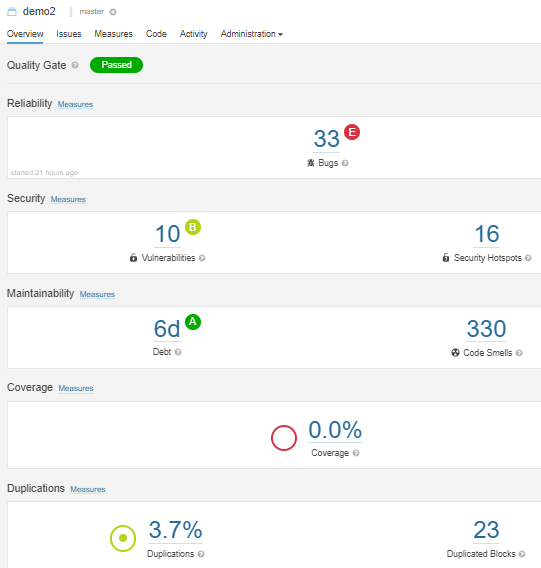 demo2 master
Overview Issues Measures Code Activity Administration
Quality Gate ? Passed
Reliability Measures
33 E
Bugs ?
started 21 hours ago
Security Measures
10 B 16
Vulnerabilities ? Security Hotspots ?
Maintainability Measures
6d A 330
Debt ? Code Smells ?
Coverage Measures
0.0%
Coverage ?
Duplications Measures
3.7% 23
Duplications ? Duplicated Blocks ?